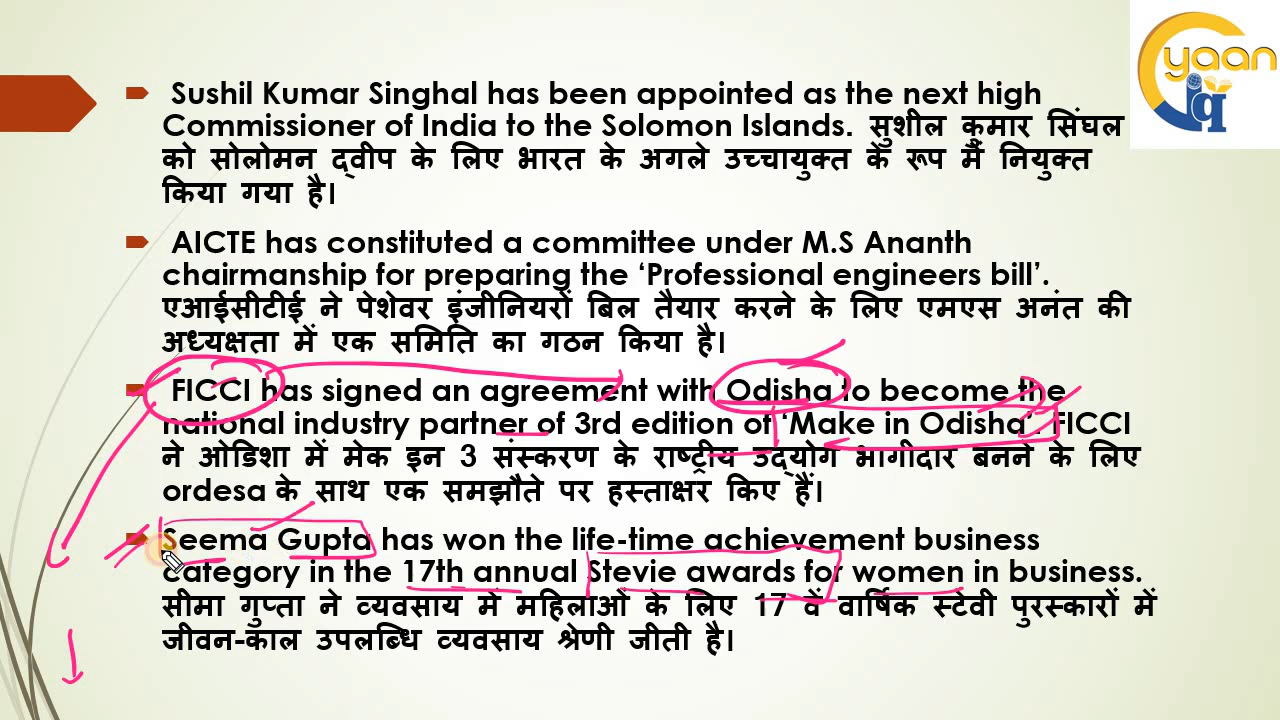 yaan
iq
Sushil Kumar Singhal has been appointed as the next high
Commissioner of India to the Solomon Islands. सुशील कुमार सिंघल
को सोलोमन द्वीप के लिए भारत के अगले उच्चायुक्त के रूप में नियुक्त
किया गया है।
AICTE has constituted a committee under M.S Ananth
chairmanship for preparing the ‘Professional engineers bill’.
एआईसीटीई ने पेशेवर इंजीनियरों बिल तैयार करने के लिए एमएस अनंत की
अध्यक्षता में एक समिति का गठन किया है।
FICCI has signed an agreement with Odisha to become the
national industry partner of 3rd edition of ‘Make in Odisha’. FICCI
ने ओडिशा में मेक इन 3 संस्करण के राष्ट्रीय उद्योग भागीदार बनने के लिए
ordesa के साथ एक समझौते पर हस्ताक्षर किए हैं।
Seema Gupta has won the life-time achievement business
category in the 17th annual Stevie awards for women in business.
सीमा गुप्ता ने व्यवसाय में महिलाओं के लिए 17 वें वार्षिक स्टेवी पुरस्कारों में
जीवन-काल उपलब्धि व्यवसाय श्रेणी जीती है।